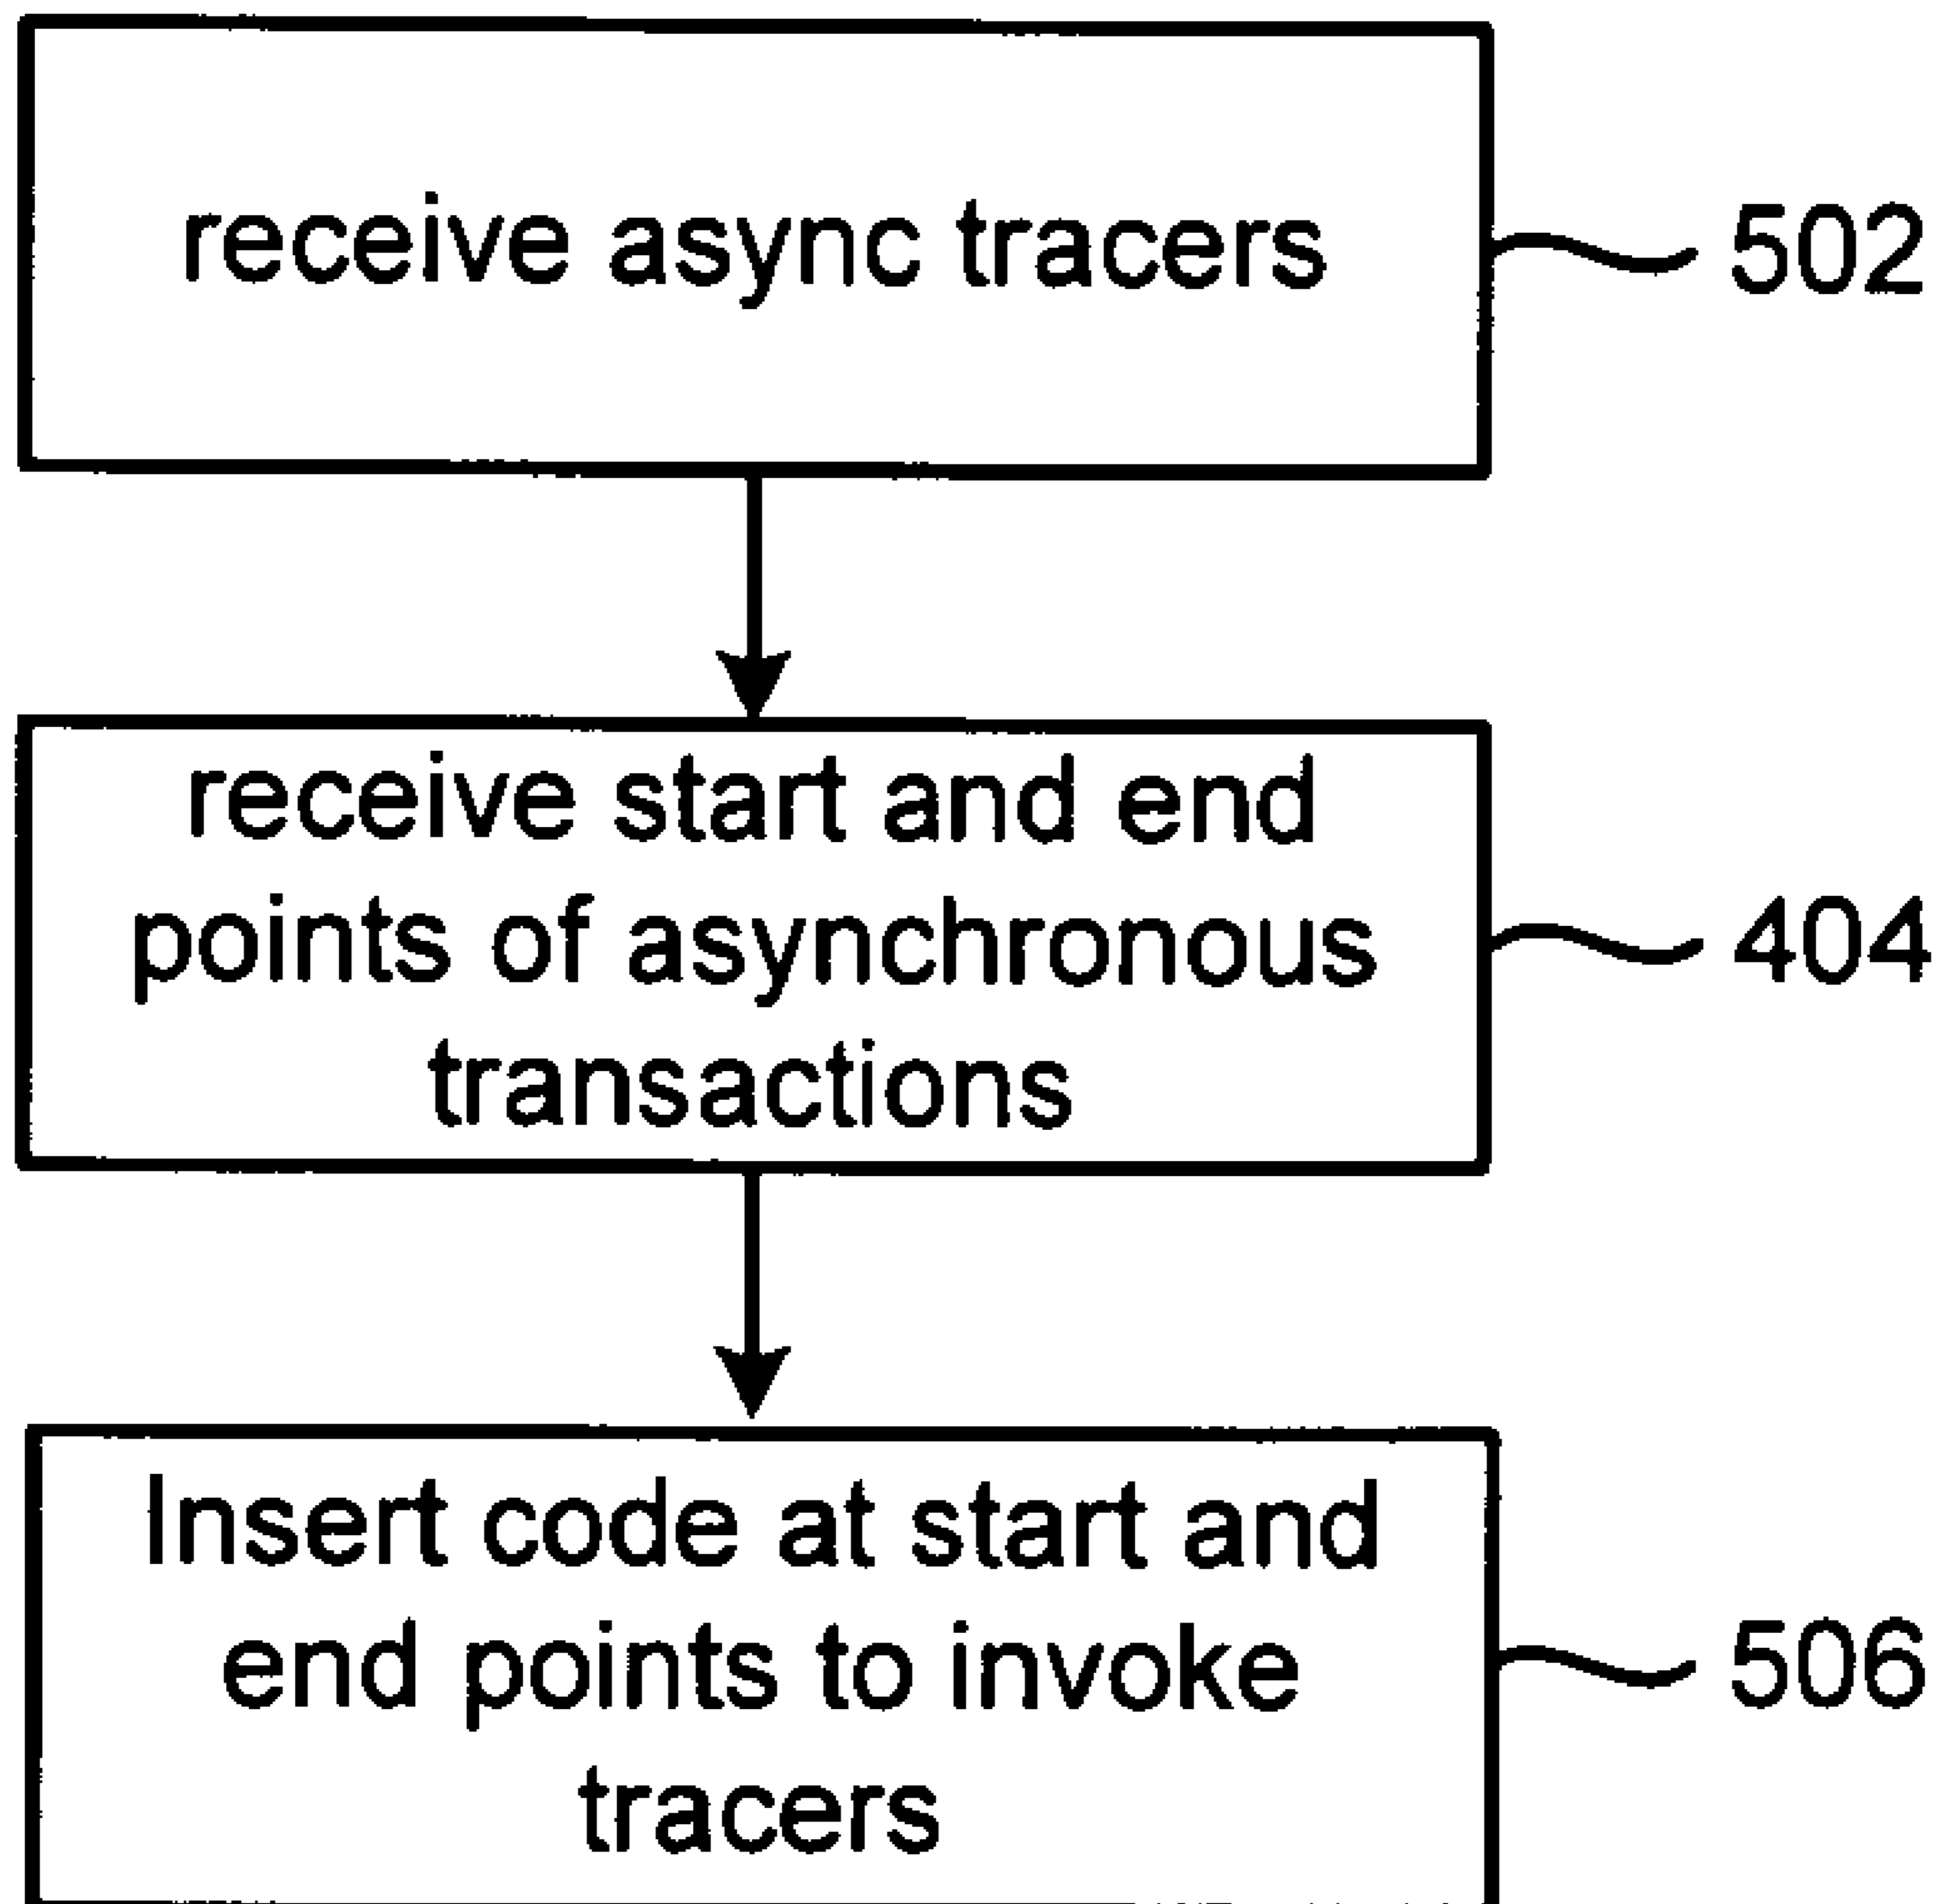 receive async tracers
502
receive start and end
points of asynchronous
transactions
404
Insert code at start and
end points to invoke
tracers
506